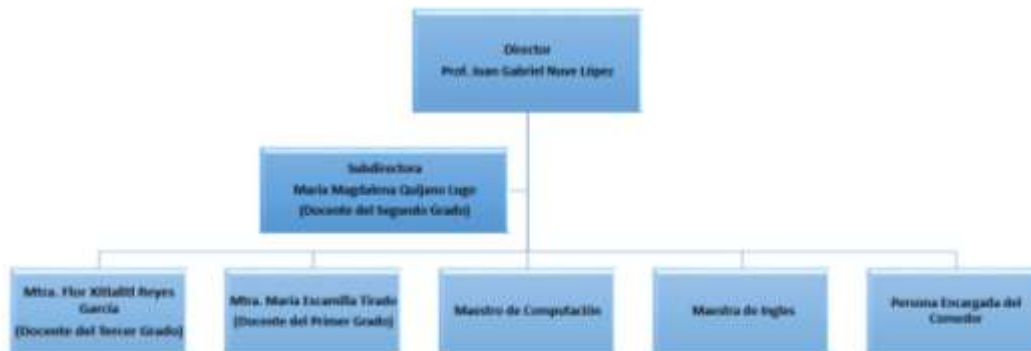 Director
Prof. Juan Gabriel Nuve López
Subdirectora
María Magdalena Quijano Lugo
(Docente del Segundo Grado)
Mtra. Flor Reyes
García
(Docente del Tercer Grado)
Mtra. María Escamilla Tirado
(Docente del Primer Grado)
Maestro de Computación
Maestra de Ingles
Persona Encargada del
Comedor